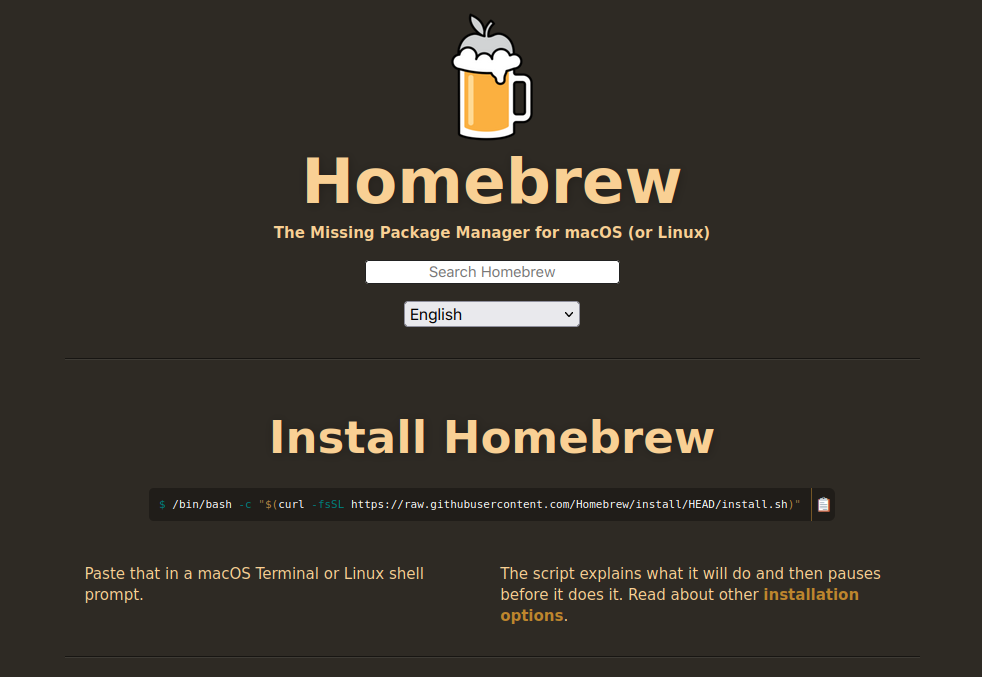 Homebrew
The Missing Package Manager for macOS (or Linux)
Search Homebrew
English
Install Homebrew
$ /bin/bash -c "$(curl -fsSL https://raw.githubusercontent.com/Homebrew/install/HEAD/install.sh)"
Paste that in a macOS Terminal or Linux shell
prompt.
The script explains what it will do and then pauses
before it does it. Read about other installation
options.